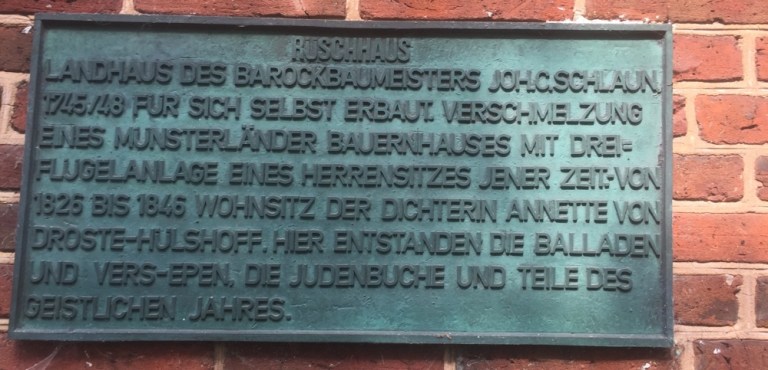 RÜSCHHAUS
LANDHAUS DES BAROCKBAUMEISTERS JOH.C.SCHLAUN,
1745/48 FÜR SICH SELBST ERBAUT. VERSCHMELZUNG
EINES MÜNSTERLÄNDER BAUERNHAUSES MIT DREI=
FLÜGELANLAGE EINES HERRENSITZES JENER ZEIT.-VON
1826 BIS 1846 WOHNSITZ DER DICHTERIN ANNETTE VON
DROSTE-HÜLSHOFF. HIER ENTSTANDEN DIE BALLADEN
UND VERS-EPEN, DIE JUDENBUCHE UND TEILE DES
GEISTLICHEN JAHRES.